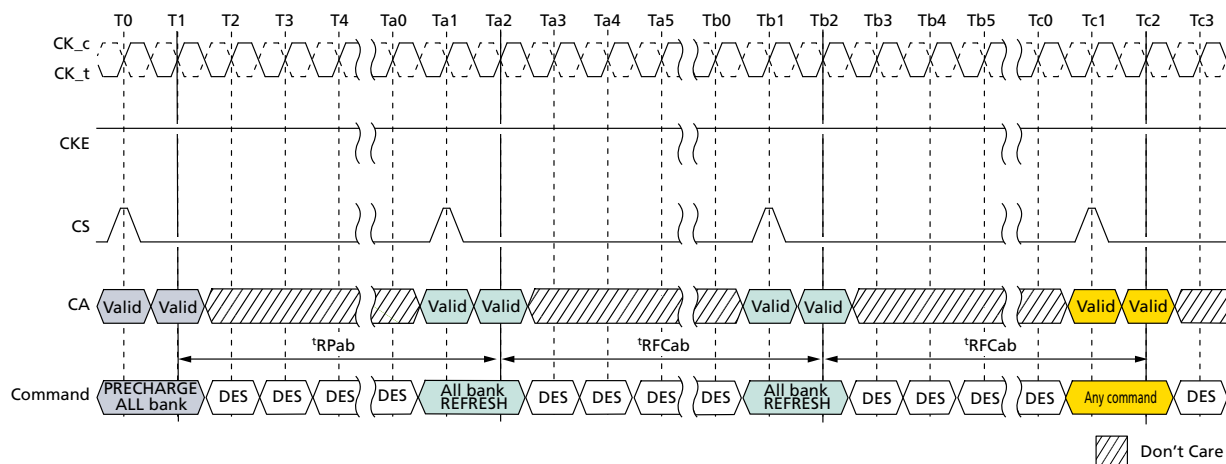 T0 T1 T2 T3 T4 Ta0 Ta1 Ta2 Ta3 Ta4 Ta5 Tb0 Tb1 Tb2 Tb3 Tb4 Tb5 Tc0 Tc1 Tc2 Tc3
CK_c
CK_t
CKE
CS
CA Valid Valid Valid Valid Valid Valid Valid Valid
tRPab tRFCab tRFCab
Command PRECHARGE ALL bank DES DES DES DES All bank REFRESH DES DES DES DES All bank REFRESH DES DES DES DES Any command DES
Don't Care